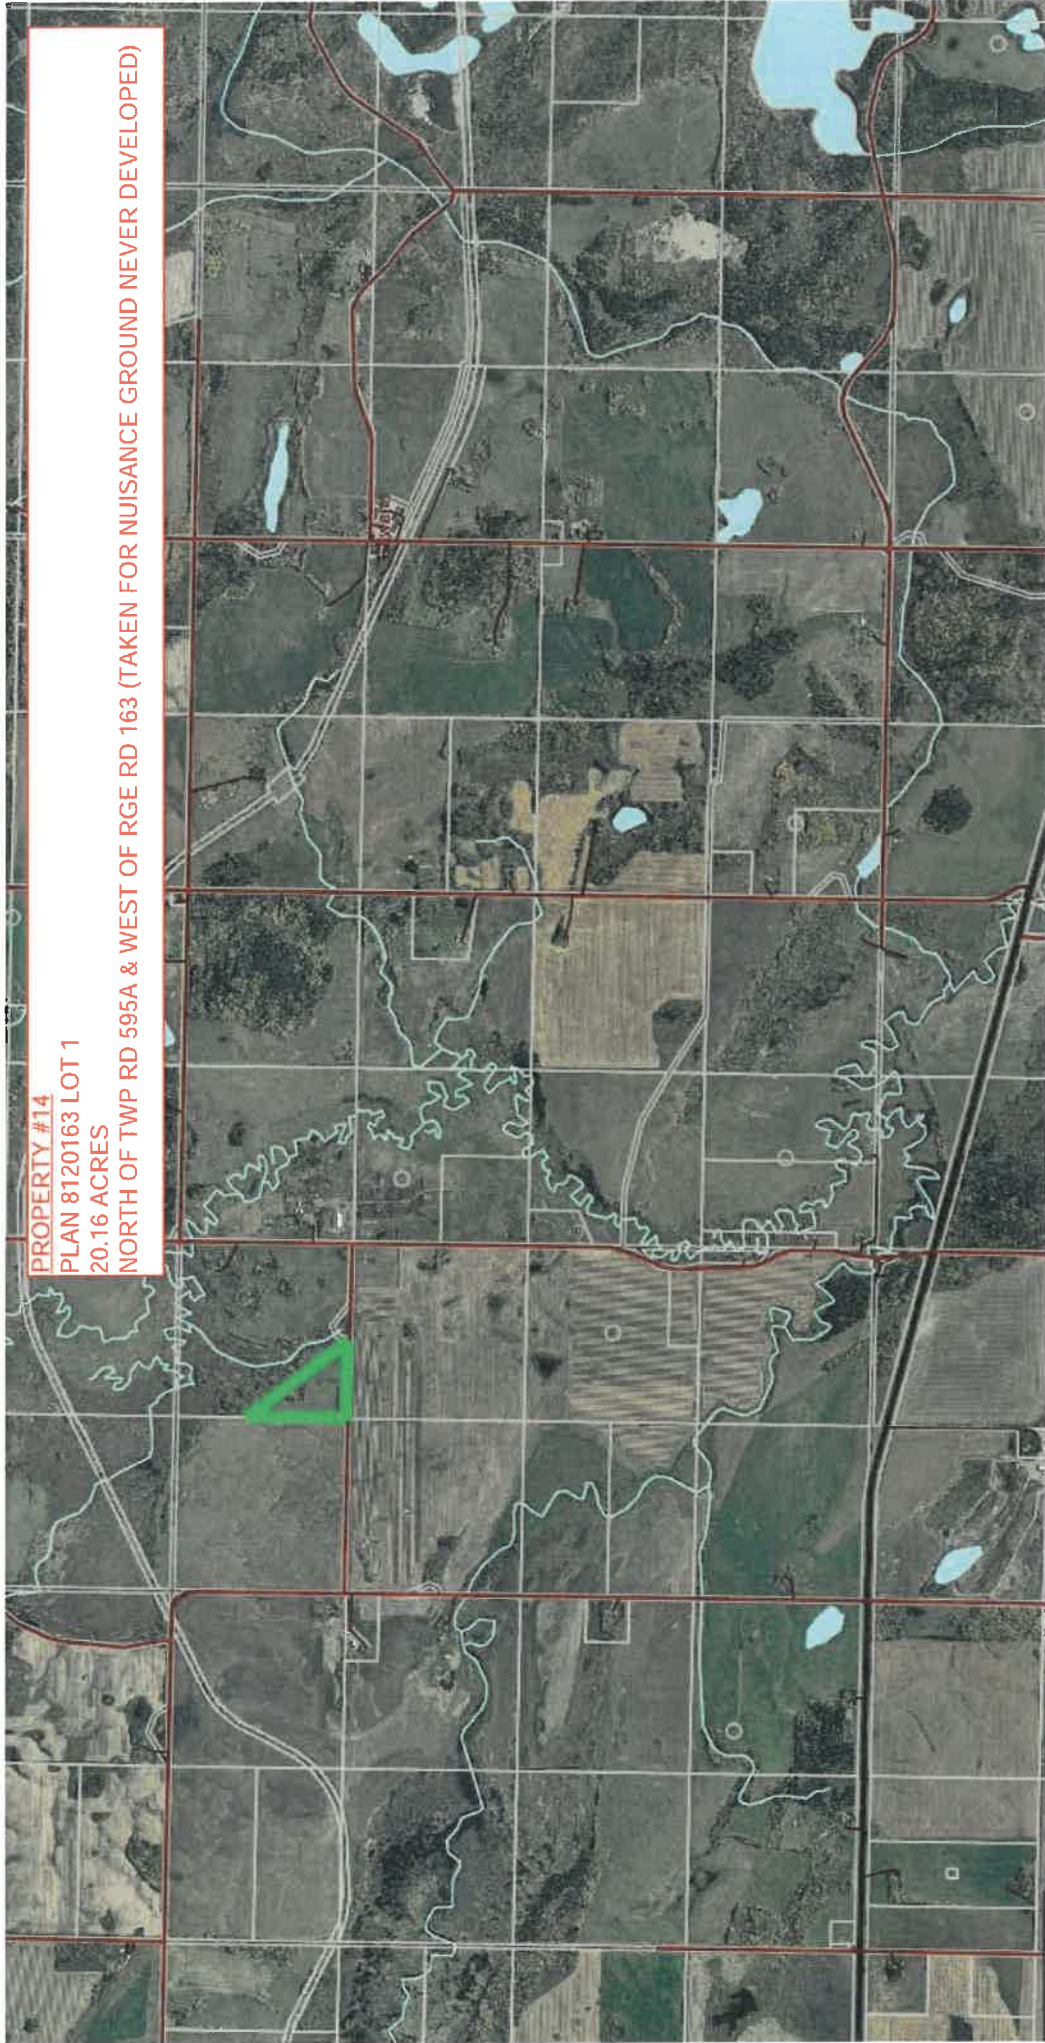 PROPERTY #14
PLAN 8120163 LOT 1
20.16 ACRES
NORTH OF TWP RD 595A & WEST OF RGE RD 163 (TAKEN FOR NUISANCE GROUND NEVER DEVELOPED)